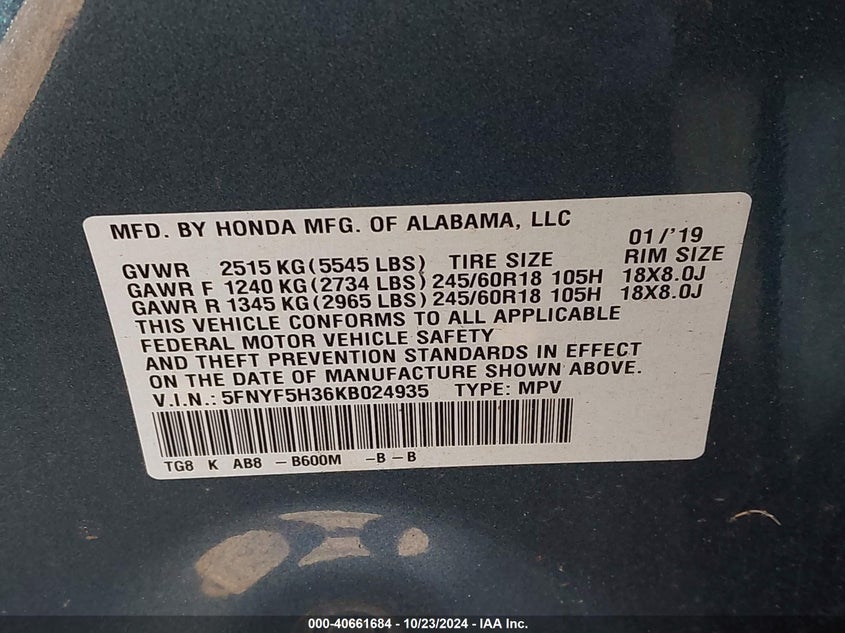 MFD. BY HONDA MFG. OF ALABAMA, LLC
01/'19
GVWR 2515 KG (5545 LBS) TIRE SIZE RIM SIZE
GAWR F 1240 KG (2734 LBS) 245/60R18 105H 18X8.0J
GAWR R 1345 KG (2965 LBS) 245/60R18 105H 18X8.0J
THIS VEHICLE CONFORMS TO ALL APPLICABLE
FEDERAL MOTOR VEHICLE SAFETY
AND THEFT PREVENTION STANDARDS IN EFFECT
ON THE DATE OF MANUFACTURE SHOWN ABOVE.
V.I.N.: 5FNYF5H36KB024935 TYPE: MPV
TG8 K AB8 -B600M -B-B
000-40661684 / 10/23/2024 - IAA Inc.